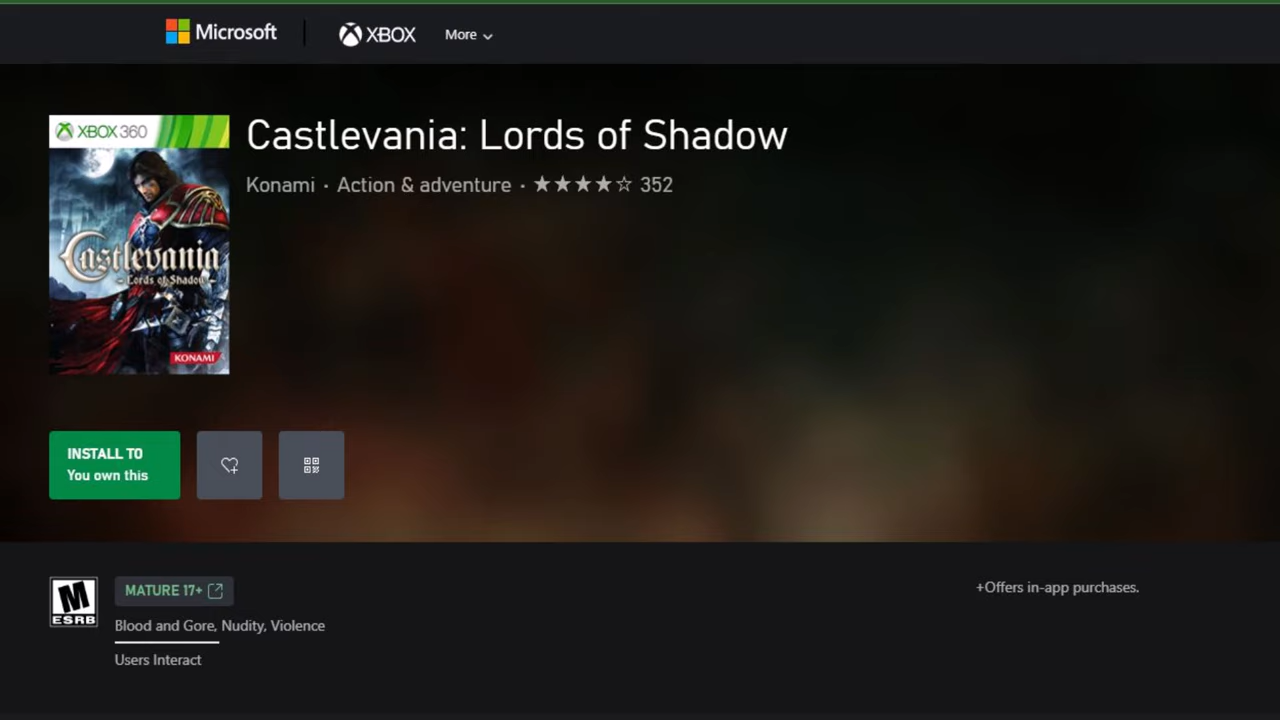 Microsoft
XBOX
More
XBOX 360
Castlevania
Lords of Shadow
KONAMI
Castlevania: Lords of Shadow
Konami · Action & adventure · ★★★★☆ 352
INSTALL TO
You own this
M
ESRB
MATURE 17+
Blood and Gore, Nudity, Violence
Users Interact
+Offers in-app purchases.